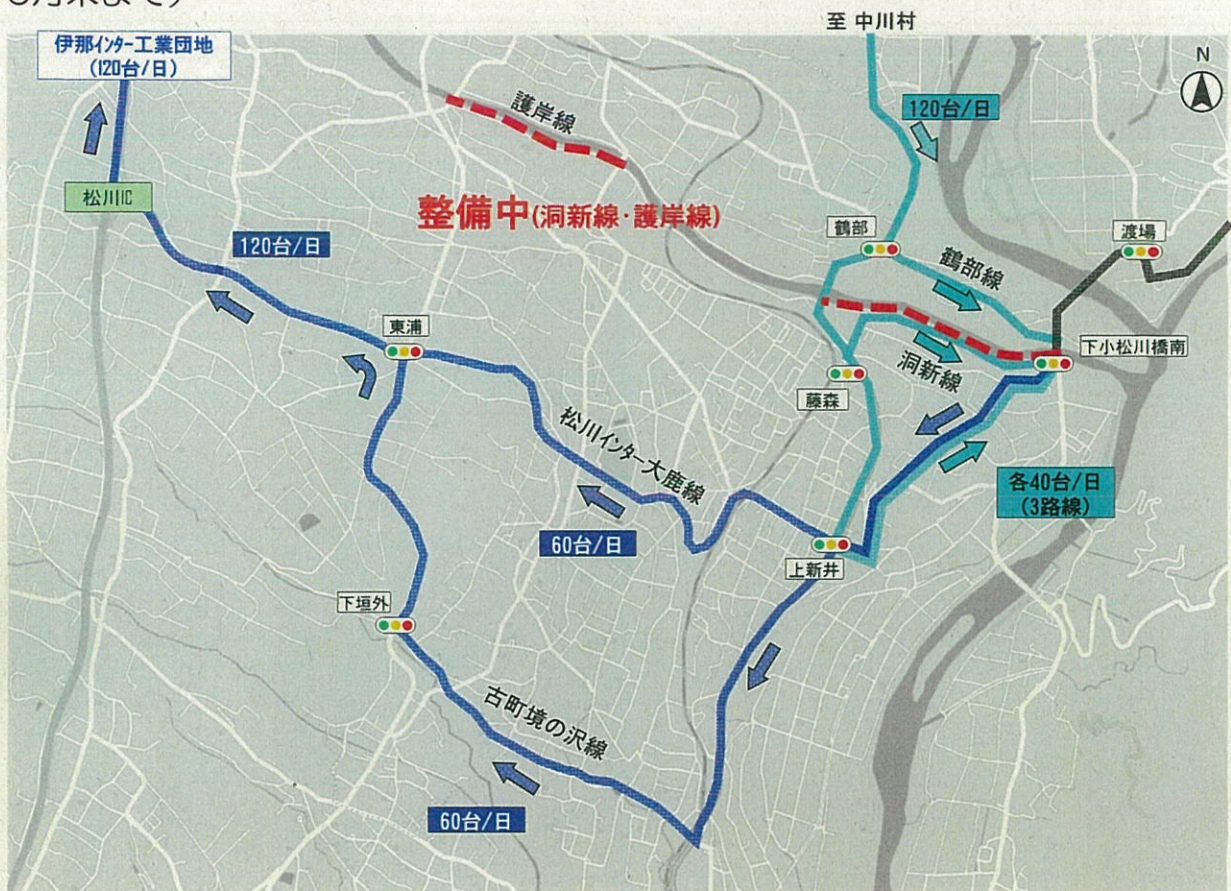 月末まで)
至 中川村
伊那インター工業団地
(120台/日)
N
護岸線
120台/日
松川IC
整備中(洞新線・護岸線)
鶴部
渡場
120台/日
鶴部線
東浦
下小松川橋南
洞新線
藤森
松川インター大鹿線
各40台/日
(3路線)
60台/日
上新井
下垣外
古町境の沢線
60台/日